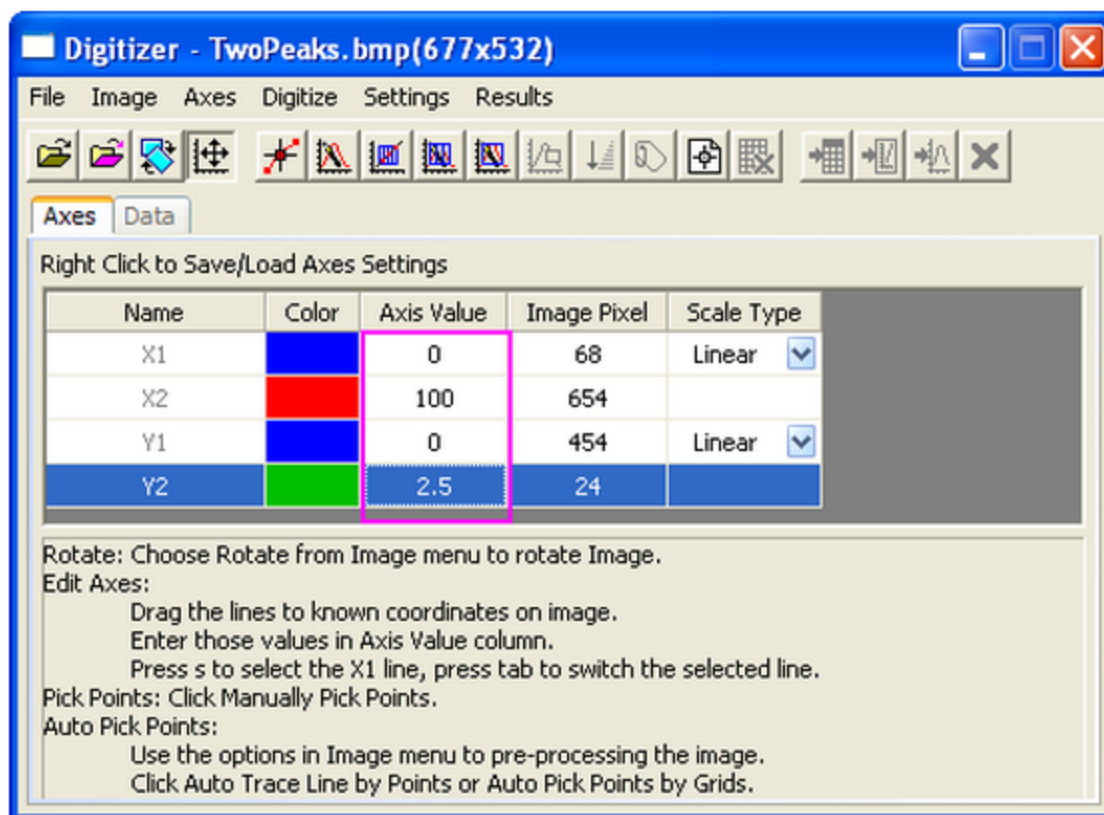 Digitizer - TwoPeaks.bmp(677x532)
File Image Axes Digitize Settings Results
Axes Data
Right Click to Save/Load Axes Settings
Name Color Axis Value Image Pixel Scale Type
X1 0 68 Linear
X2 100 654
Y1 0 454 Linear
Y2 2.5 24
Rotate: Choose Rotate from Image menu to rotate Image.
Edit Axes:
Drag the lines to known coordinates on image.
Enter those values in Axis Value column.
Press s to select the X1 line, press tab to switch the selected line.
Pick Points: Click Manually Pick Points.
Auto Pick Points:
Use the options in Image menu to pre-processing the image.
Click Auto Trace Line by Points or Auto Pick Points by Grids.